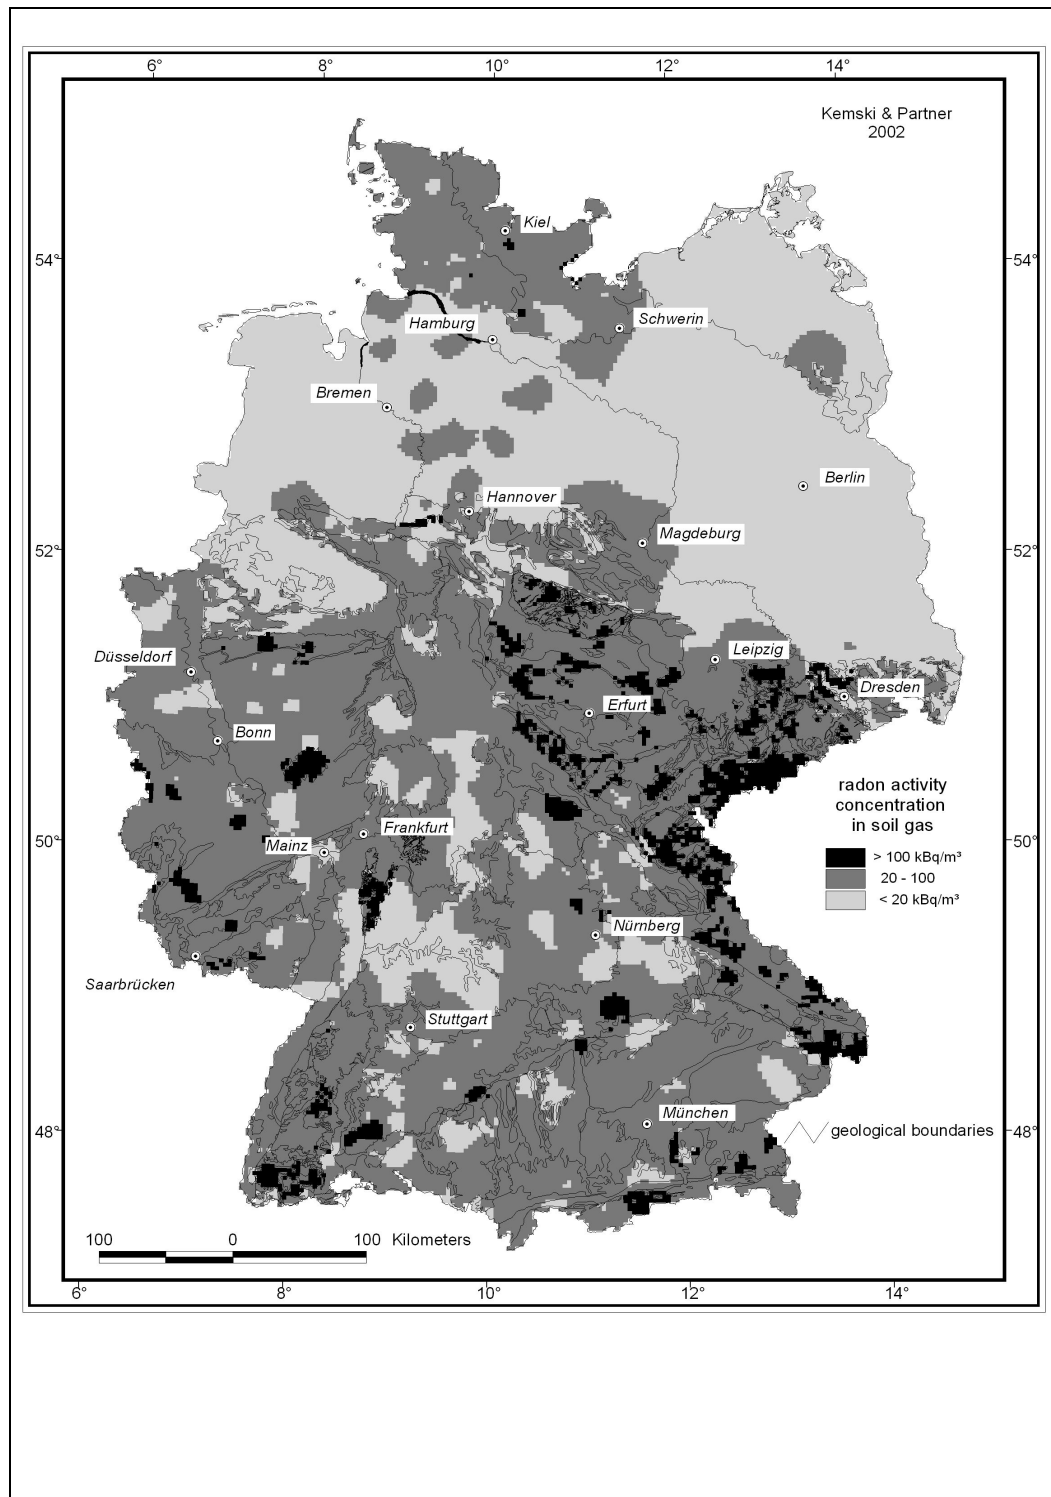 6° 8° 10° 12° 14°
Kemski & Partner
2002
Kiel
54° 54°
Schwerin
Hamburg
Bremen
Berlin
Hannover
Magdeburg
52° 52°
Leipzig
Düsseldorf
Dresden
Erfurt
Bonn
radon activity
concentration
in soil gas
Frankfurt
50° 50°
Mainz
> 100 kBq/m³
20 - 100
< 20 kBq/m³
Nürnberg
Saarbrücken
Stuttgart
München
48° geological boundaries 48°
100 0 100 Kilometers
6° 8° 10° 12° 14°